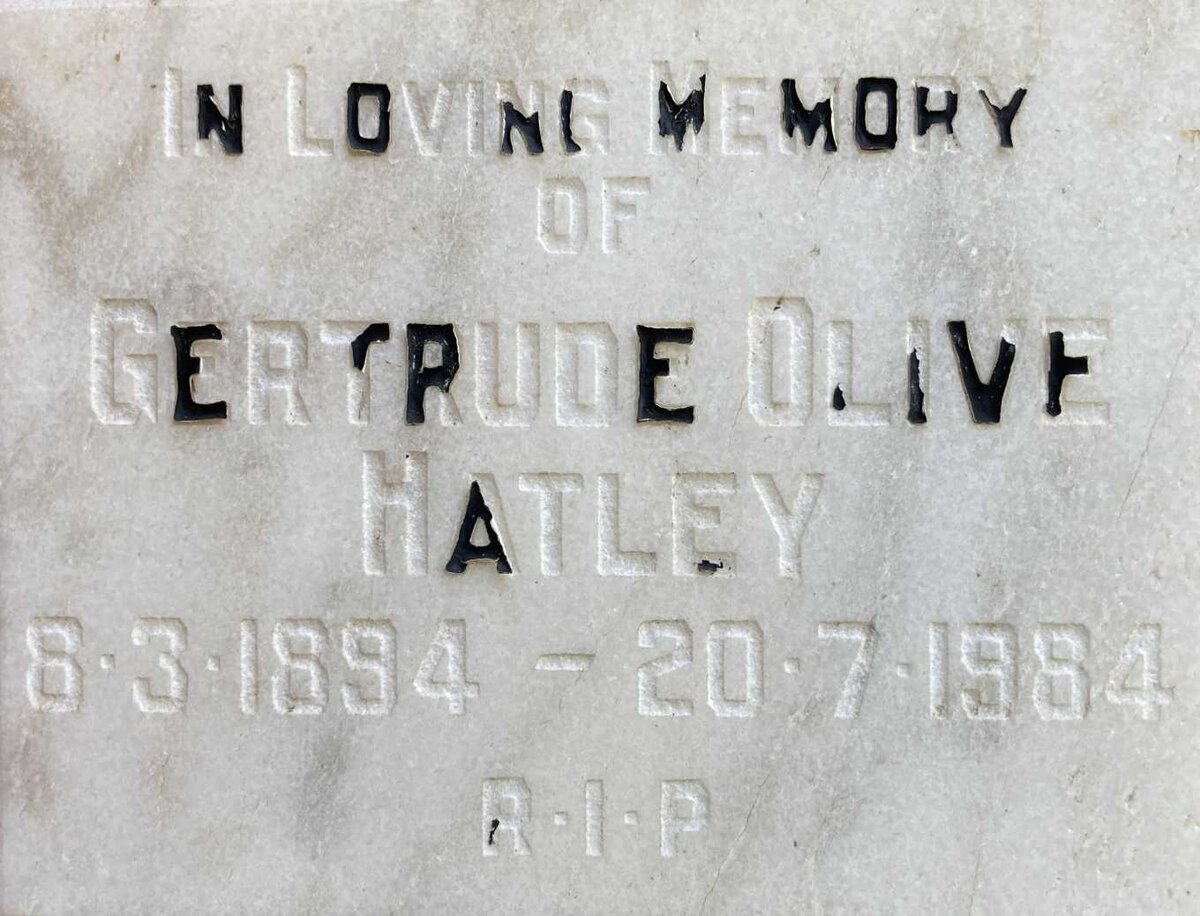 IN LOVING MEMORY
OF
GERTRUDE OLIVE
HATLEY
8·3·1894 – 20·7·1984
R·I·P